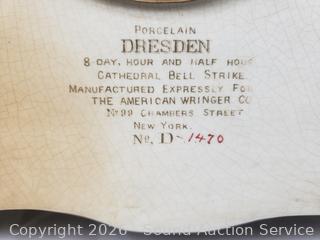 PORCELAIN
DRESDEN
8-DAY, HOUR AND HALF HOUR
CATHEDRAL BELL STRIKE
MANUFACTURED EXPRESSLY FOR
THE AMERICAN WRINGER CO
No 99 CHAMBERS STREET
NEW YORK.
No. D-1470
Copyright 2026 - Sound Auction Service